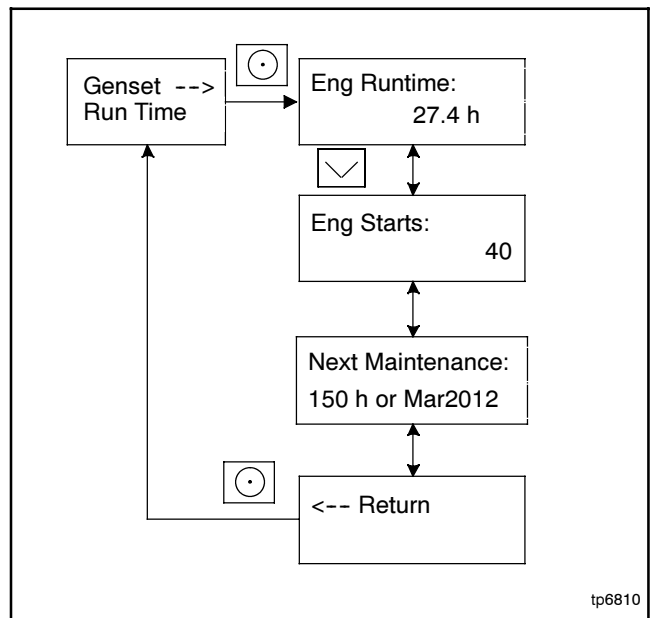 Genset -->
Run Time
Eng Runtime:
27.4 h
Eng Starts:
40
Next Maintenance:
150 h or Mar2012
<-- Return
tp6810